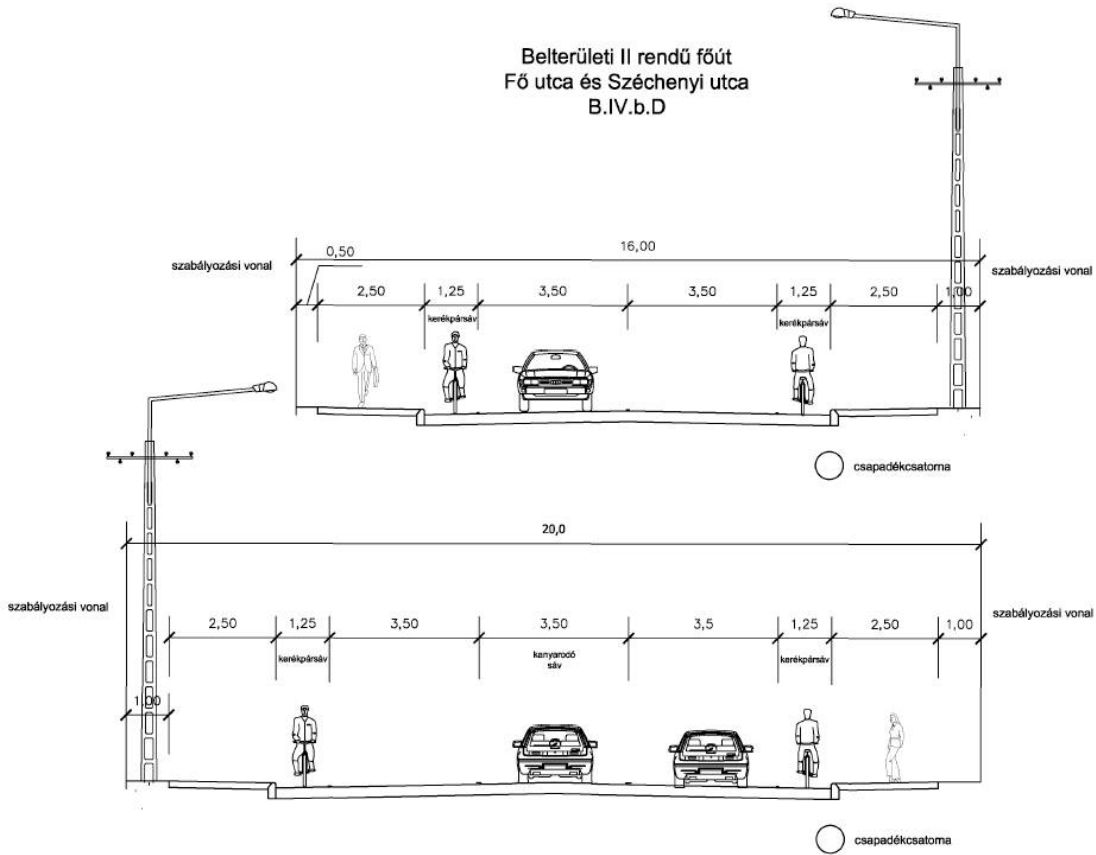 Belterületi II rendű főút
Fő utca és Széchenyi utca
B.IV.b.D
szabályozási vonal
0,50
16,00
szabályozási vonal
2,50
1,25
3,50
3,50
1,25
2,50
1,00
kerékpársáv
kerékpársáv
csapadékcsatorna
20,0
szabályozási vonal
szabályozási vonal
2,50
1,25
3,50
3,50
3,5
1,25
2,50
1,00
kerékpársáv
kanyarodó
sáv
kerékpársáv
1,00
csapadékcsatorna